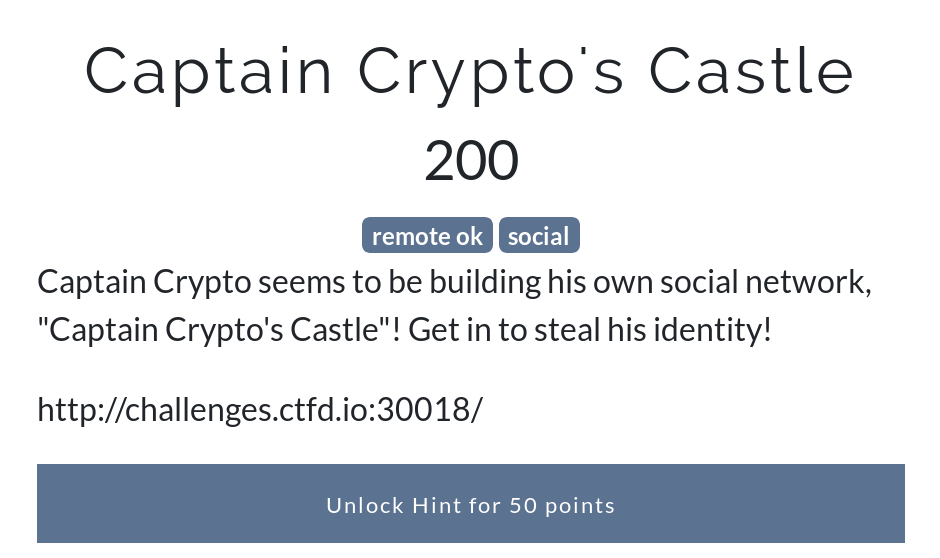 Captain Crypto's Castle
200
remote ok social
Captain Crypto seems to be building his own social network,
"Captain Crypto's Castle"! Get in to steal his identity!
http://challenges.ctfd.io:30018/
Unlock Hint for 50 points